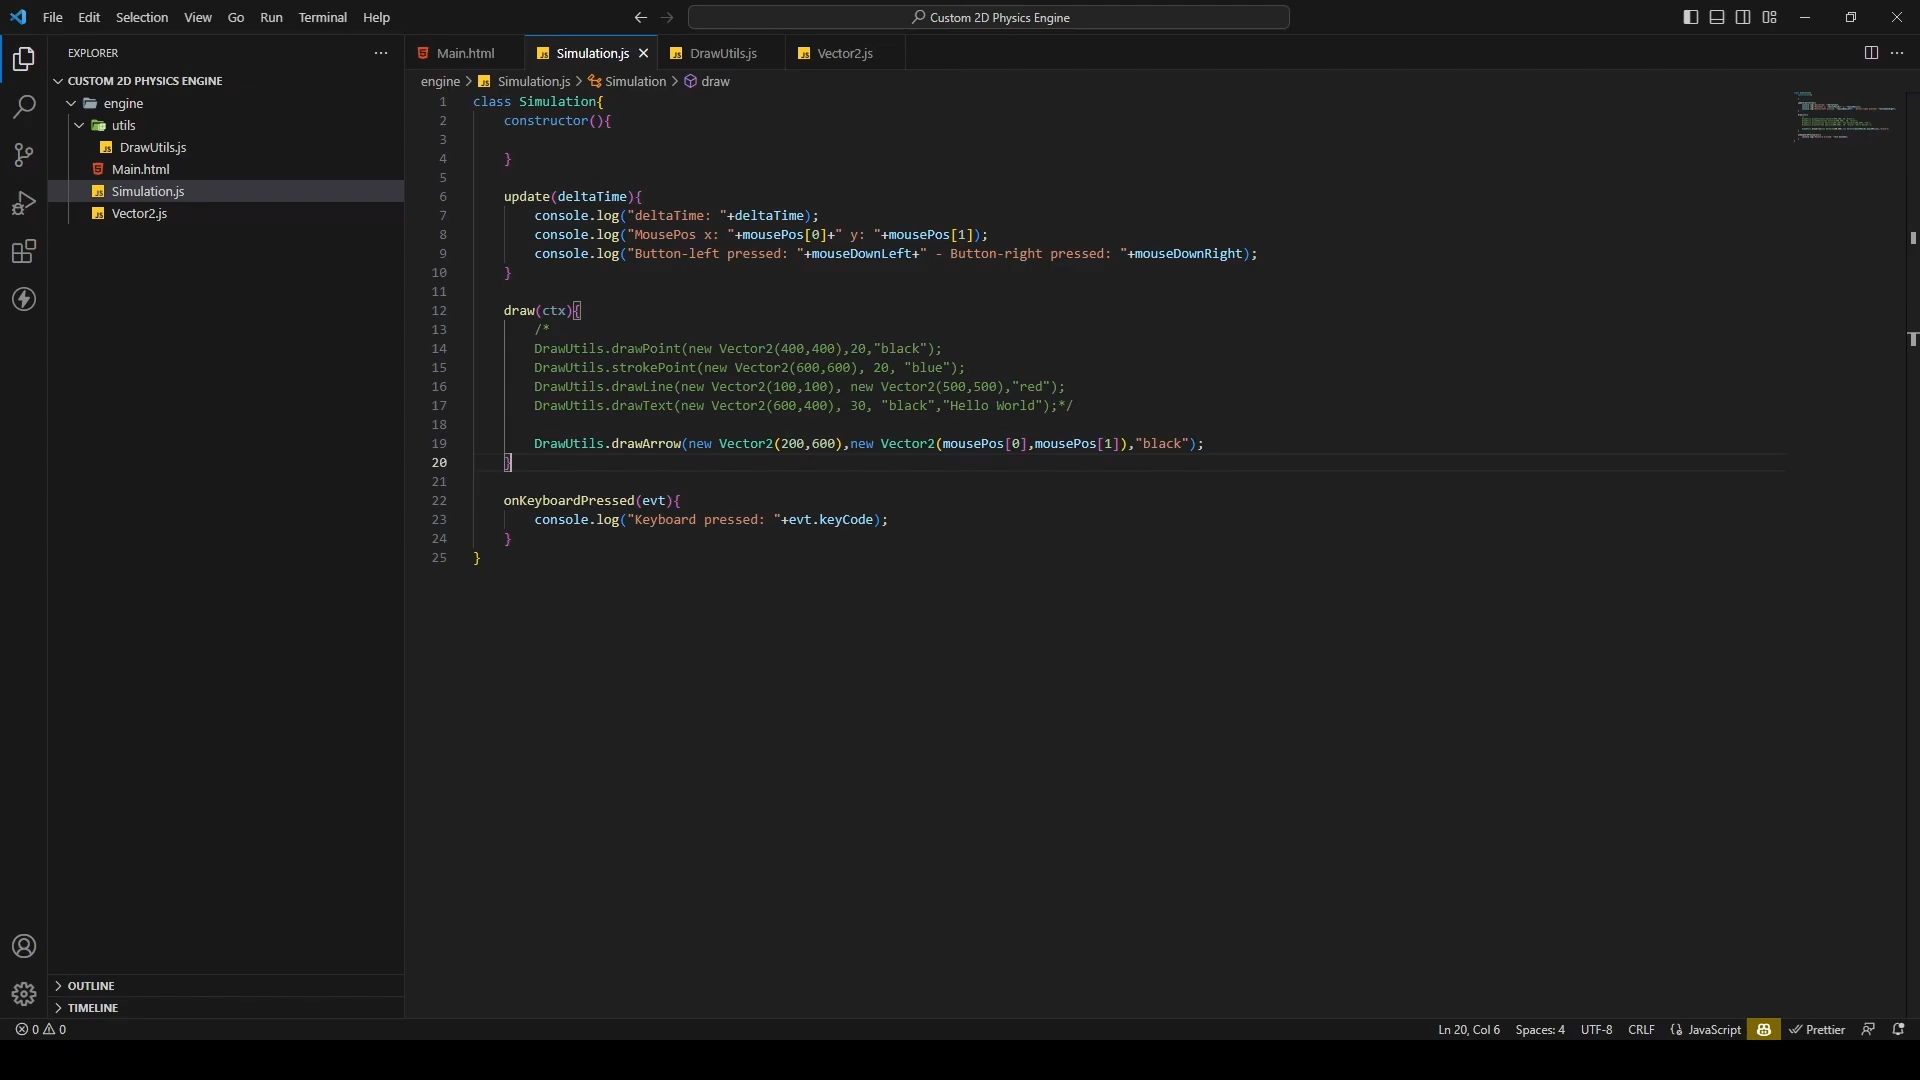 File Edit Selection View Go Run Terminal Help
Custom 2D Physics Engine
EXPLORER
CUSTOM 2D PHYSICS ENGINE
engine
utils
DrawUtils.js
Main.html
Simulation.js
Vector2.js
OUTLINE
TIMELINE
Main.html Simulation.js DrawUtils.js Vector2.js
engine > Simulation.js > Simulation > draw
1 class Simulation{
2 constructor(){
3
4 }
5
6 update(deltaTime){
7 console.log("deltaTime: "+deltaTime);
8 console.log("MousePos x: "+mousePos[0]+" y: "+mousePos[1]);
9 console.log("Button-left pressed: "+mouseDownLeft+" - Button-right pressed: "+mouseDownRight);
10 }
11
12 draw(ctx){
13 /*
14 DrawUtils.drawPoint(new Vector2(400,400),20,"black");
15 DrawUtils.strokePoint(new Vector2(600,600), 20, "blue");
16 DrawUtils.drawLine(new Vector2(100,100), new Vector2(500,500),"red");
17 DrawUtils.drawText(new Vector2(600,400), 30, "black","Hello World");*/
18
19 DrawUtils.drawArrow(new Vector2(200,600),new Vector2(mousePos[0],mousePos[1]),"black");
20 }
21
22 onKeyboardPressed(evt){
23 console.log("Keyboard pressed: "+evt.keyCode);
24 }
25 }
0 0
Ln 20, Col 6 Spaces: 4 UTF-8 CRLF {} JavaScript Prettier